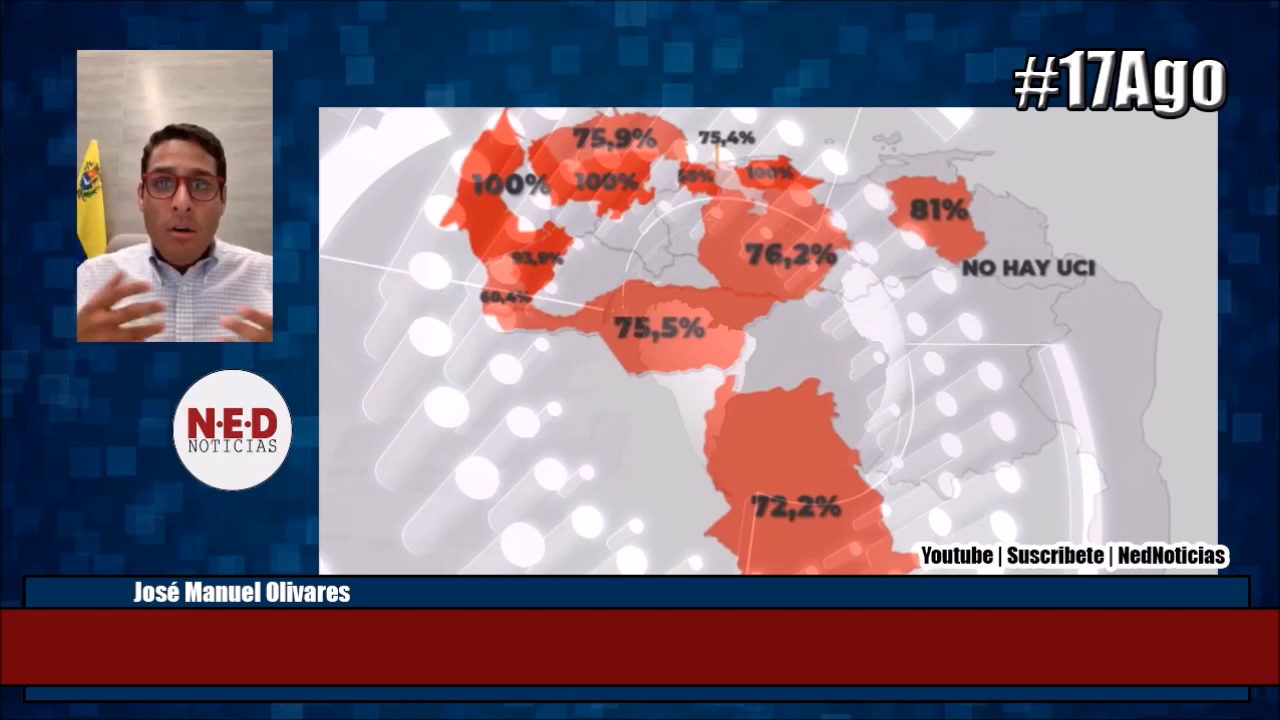 #17Ago
75,9%
75,4%
100%
100%
100%
81%
93,9%
76,2%
NO HAY UCI
60,4%
75,5%
N·E·D
NOTICIAS
72,2%
Youtube | Suscribete | NedNoticias
José Manuel Olivares